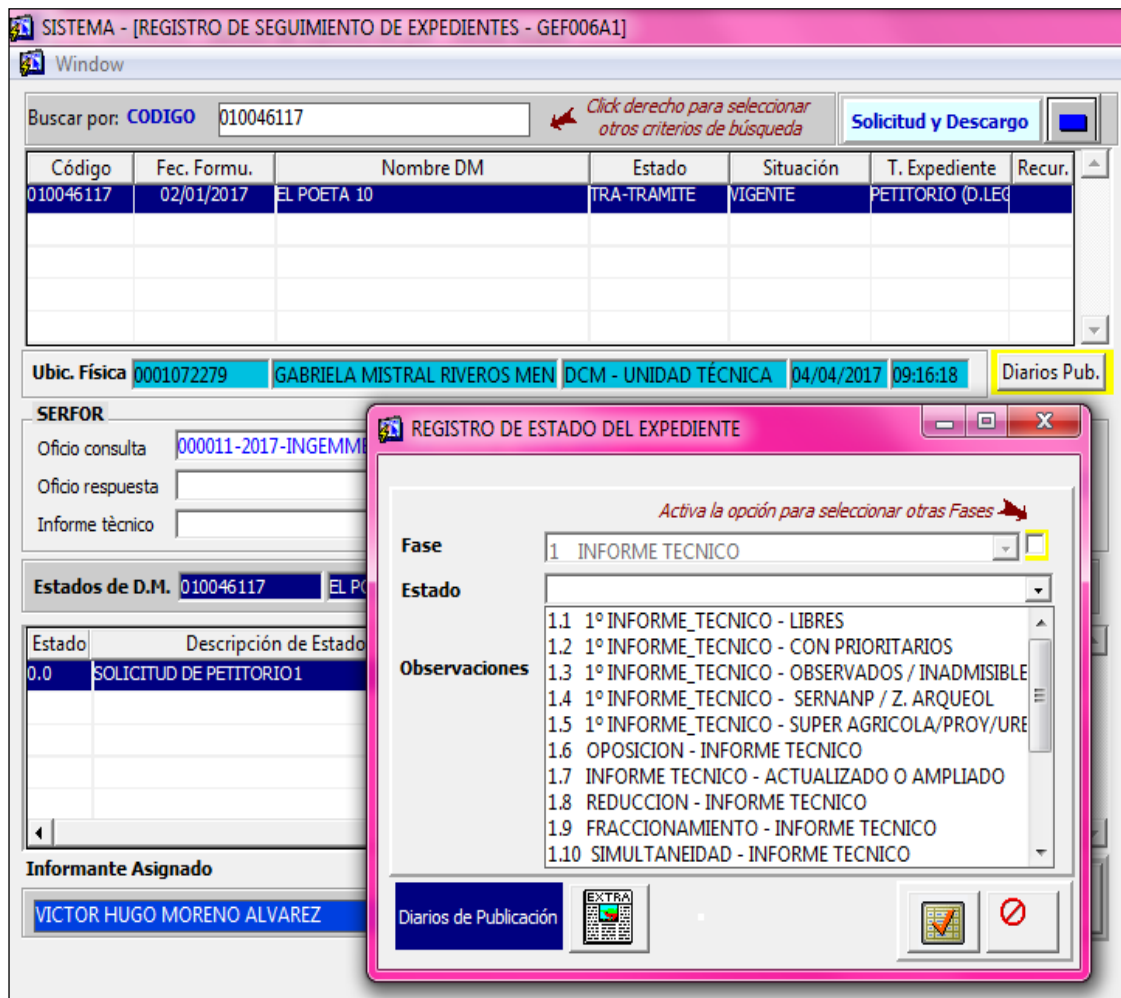 SISTEMA - [REGISTRO DE SEGUIMIENTO DE EXPEDIENTES - GEF006A1]
Window
Buscar por: CODIGO 010046117
Click derecho para seleccionar
otros criterios de búsqueda
Solicitud y Descargo
Código Fec. Formu. Nombre DM Estado Situación T. Expediente Recur.
010046117 02/01/2017 EL POETA 10 TRA-TRAMITE VIGENTE PETITORIO (D.LEG
Ubic. Física 0001072279 GABRIELA MISTRAL RIVEROS MEN DCM - UNIDAD TÉCNICA 04/04/2017 09:16:18 Diarios Pub.
SERFOR
Oficio consulta 000011-2017-INGEMME
Oficio respuesta
Informe tècnico
Estados de D.M. 010046117 EL PO
Estado Descripción de Estado
0.0 SOLICITUD DE PETITORIO1
Informante Asignado
VICTOR HUGO MORENO ALVAREZ
REGISTRO DE ESTADO DEL EXPEDIENTE
Activa la opción para seleccionar otras Fases
Fase 1 INFORME TECNICO
Estado
Observaciones
1.1 1º INFORME_TECNICO - LIBRES
1.2 1º INFORME_TECNICO - CON PRIORITARIOS
1.3 1º INFORME_TECNICO - OBSERVADOS / INADMISIBLE
1.4 1º INFORME_TECNICO - SERNANP / Z. ARQUEOL
1.5 1º INFORME_TECNICO - SUPER AGRICOLA/PROY/URB
1.6 OPOSICION - INFORME TECNICO
1.7 INFORME TECNICO - ACTUALIZADO O AMPLIADO
1.8 REDUCCION - INFORME TECNICO
1.9 FRACCIONAMIENTO - INFORME TECNICO
1.10 SIMULTANEIDAD - INFORME TECNICO
Diarios de Publicación
EXTRA